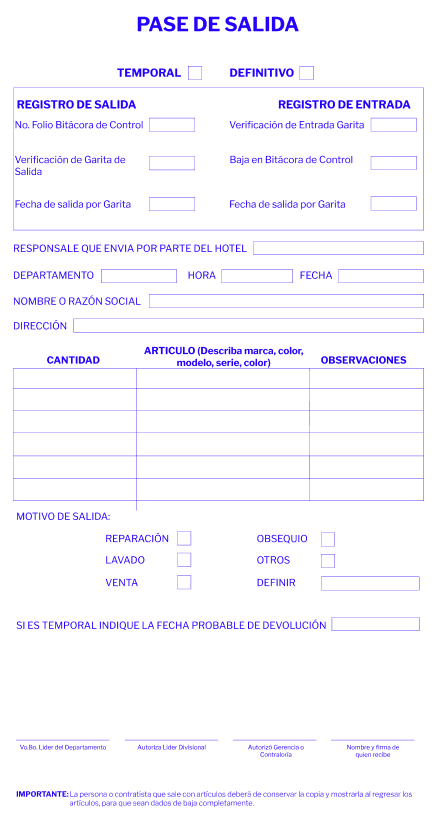 PASE DE SALIDA
TEMPORAL DEFINITIVO
REGISTRO DE SALIDA REGISTRO DE ENTRADA
No. Folio Bitácora de Control Verificación de Entrada Garita
Verificación de Garita de Salida Baja en Bitácora de Control
Fecha de salida por Garita Fecha de salida por Garita
RESPONSALE QUE ENVIA POR PARTE DEL HOTEL
DEPARTAMENTO HORA FECHA
NOMBRE O RAZÓN SOCIAL
DIRECCIÓN
CANTIDAD ARTICULO (Describa marca, color, modelo, serie, color) OBSERVACIONES
MOTIVO DE SALIDA:
REPARACIÓN OBSEQUIO
LAVADO OTROS
VENTA DEFINIR
SI ES TEMPORAL INDIQUE LA FECHA PROBABLE DE DEVOLUCIÓN
Vo.Bo. Lider del Departamento Autoriza Lider Divisional Autorizó Gerencia o Contraloría Nombre y firma de quien recibe
IMPORTANTE: La persona o contratista que sale con artículos deberá de conservar la copia y mostrarla al regresar los
artículos, para que sean dados de baja completamente.